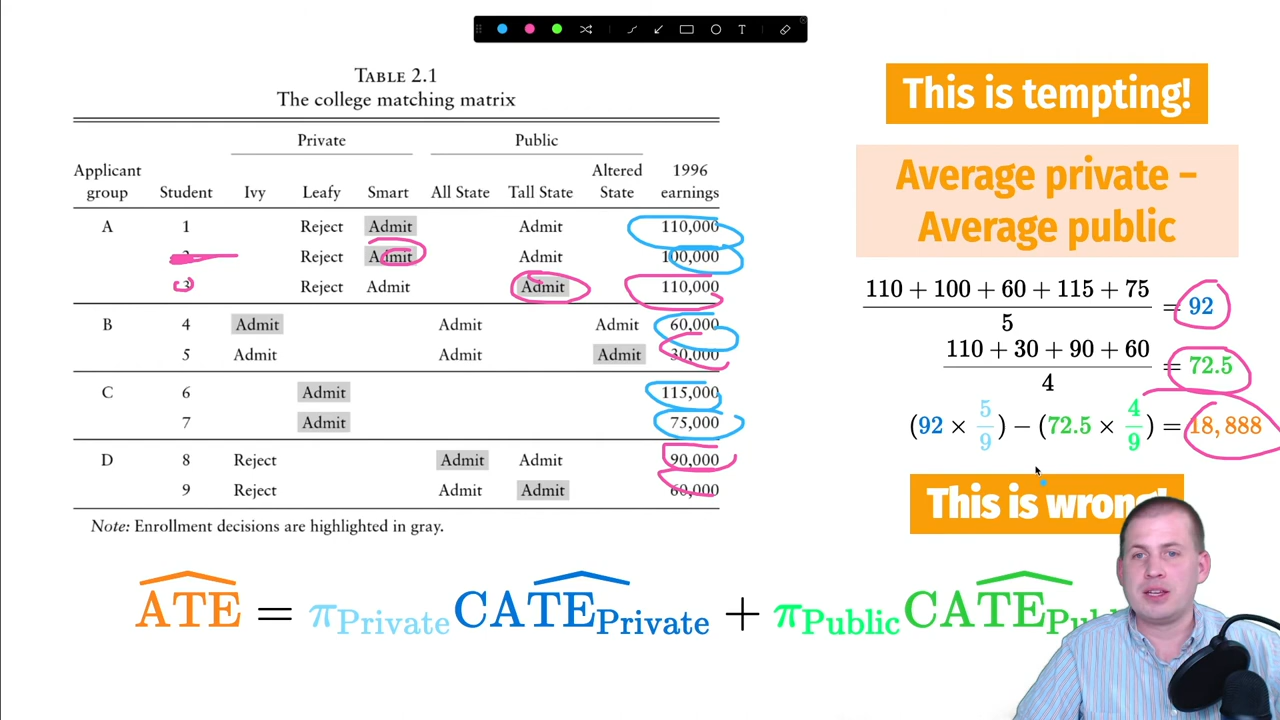 T
TABLE 2.1
The college matching matrix
Private Public
Applicant group Student Ivy Leafy Smart All State Tall State Altered State 1996 earnings
A 1 Reject Admit Admit 110,000
Reject Admit Admit 100,000
3 Reject Admit Admit 110,000
B 4 Admit Admit Admit 60,000
5 Admit Admit Admit 30,000
C 6 Admit 115,000
7 Admit 75,000
D 8 Reject Admit Admit 90,000
9 Reject Admit Admit 60,000
Note: Enrollment decisions are highlighted in gray.
This is tempting!
Average private –
Average public
110 + 100 + 60 + 115 + 75
5
= 92
110 + 30 + 90 + 60
4
= 72.5
(92 × 5/9) − (72.5 × 4/9) = 18,888
This is wrong!
ATE = πPrivate CATEPrivate + πPublic CATE